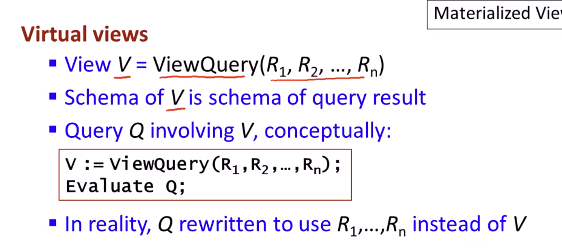 Materialized Vie
Virtual views
▪ View V = ViewQuery(R1, R2, …, Rn)
▪ Schema of V is schema of query result
▪ Query Q involving V, conceptually:
V := ViewQuery(R1,R2,…,Rn);
Evaluate Q;
▪ In reality, Q rewritten to use R1,…,Rn instead of V